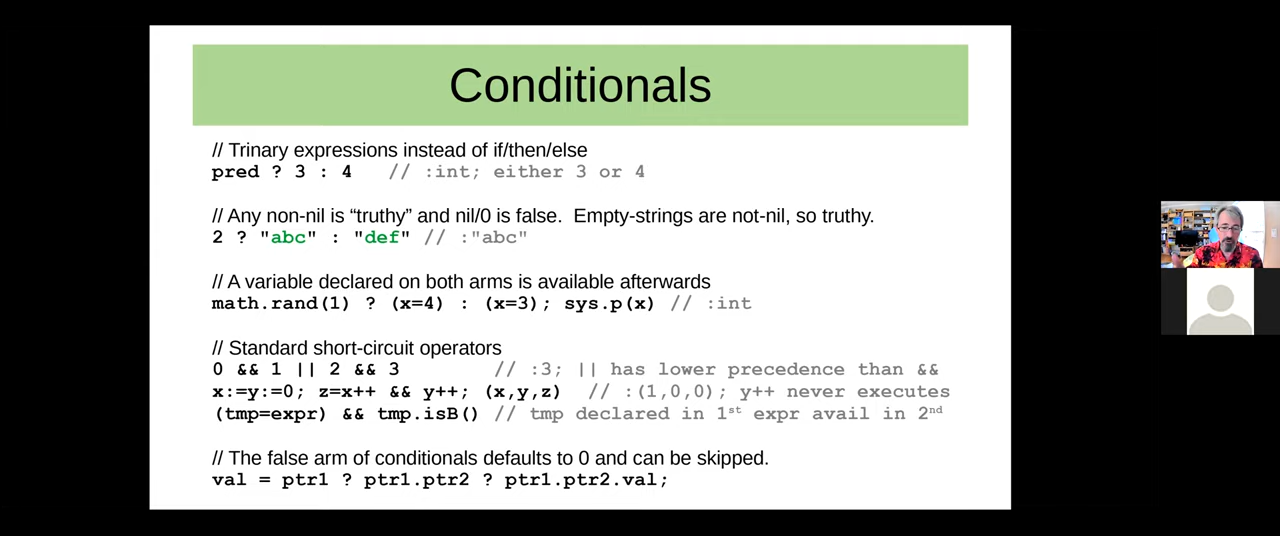 Conditionals
// Trinary expressions instead of if/then/else
pred ? 3 : 4 // :int; either 3 or 4
// Any non-nil is “truthy” and nil/0 is false. Empty-strings are not-nil, so truthy.
2 ? "abc" : "def" // :"abc"
// A variable declared on both arms is available afterwards
math.rand(1) ? (x=4) : (x=3); sys.p(x) // :int
// Standard short-circuit operators
0 && 1 || 2 && 3 // :3; || has lower precedence than &&
x:=y:=0; z=x++ && y++; (x,y,z) // :(1,0,0); y++ never executes
(tmp=expr) && tmp.isB() // tmp declared in 1st expr avail in 2nd
// The false arm of conditionals defaults to 0 and can be skipped.
val = ptr1 ? ptr1.ptr2 ? ptr1.ptr2.val;